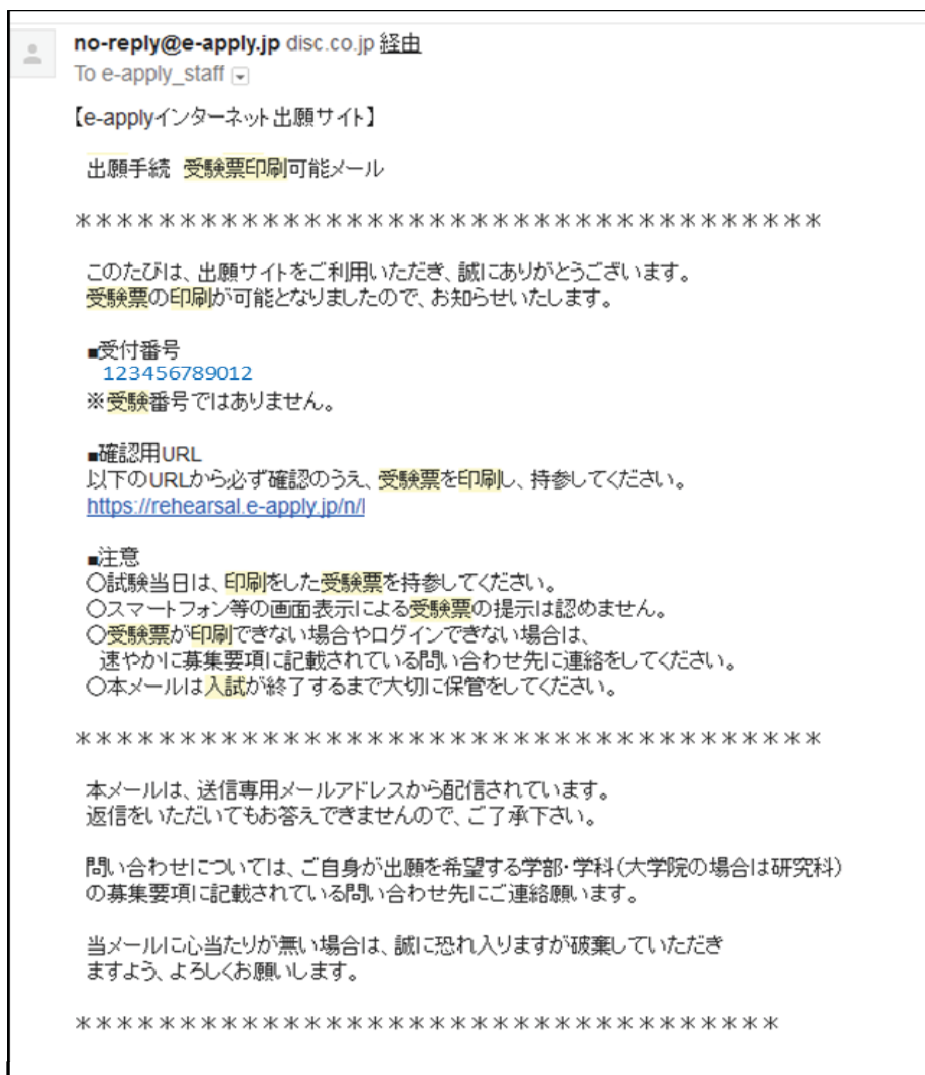 no-reply@e-apply.jp disc.co.jp 経由
To e-apply_staff
【e-applyインターネット出願サイト】
出願手続 受験票印刷可能メール
＊＊＊＊＊＊＊＊＊＊＊＊＊＊＊＊＊＊＊＊＊＊＊＊＊＊＊＊＊＊＊＊＊＊＊＊
このたびは、出願サイトをご利用いただき、誠にありがとうございます。
受験票の印刷が可能となりましたので、お知らせいたします。
■受付番号
123456789012
※受験番号ではありません。
■確認用URL
以下のURLから必ず確認のうえ、受験票を印刷し、持参してください。
https://rehearsal.e-apply.jp/n/l
■注意
○試験当日は、印刷をした受験票を持参してください。
○スマートフォン等の画面表示による受験票の提示は認めません。
○受験票が印刷できない場合やログインできない場合は、
速やかに募集要項に記載されている問い合わせ先に連絡をしてください。
○本メールは入試が終了するまで大切に保管をしてください。
＊＊＊＊＊＊＊＊＊＊＊＊＊＊＊＊＊＊＊＊＊＊＊＊＊＊＊＊＊＊＊＊＊＊＊＊
本メールは、送信専用メールアドレスから配信されています。
返信をいただいてもお答えできませんので、ご了承下さい。
問い合わせについては、ご自身が出願を希望する学部・学科（大学院の場合は研究科）
の募集要項に記載されている問い合わせ先にご連絡願います。
当メールに心当たりが無い場合は、誠に恐れ入りますが破棄していただき
ますよう、よろしくお願いします。
＊＊＊＊＊＊＊＊＊＊＊＊＊＊＊＊＊＊＊＊＊＊＊＊＊＊＊＊＊＊＊＊＊＊